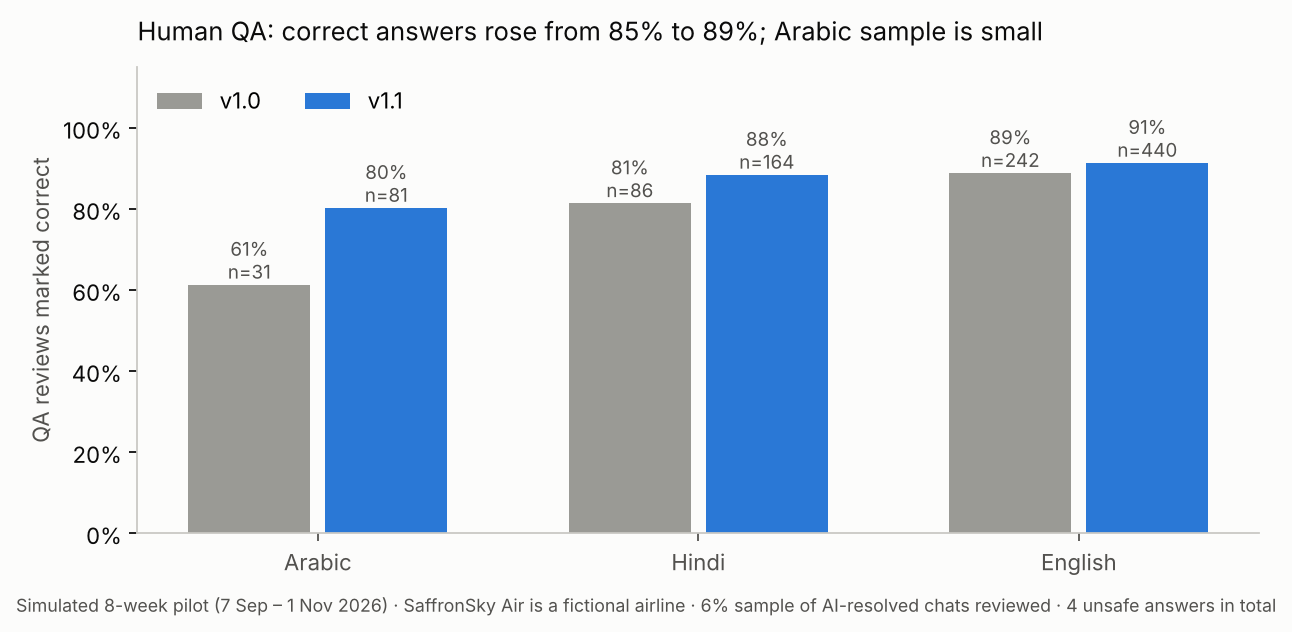 Human QA: correct answers rose from 85% to 89%; Arabic sample is small
v1.0
v1.1
QA reviews marked correct
100%
80%
60%
40%
20%
0%
61%
n=31
80%
n=81
81%
n=86
88%
n=164
89%
n=242
91%
n=440
Arabic
Hindi
English
Simulated 8-week pilot (7 Sep – 1 Nov 2026) · SaffronSky Air is a fictional airline · 6% sample of AI-resolved chats reviewed · 4 unsafe answers in total